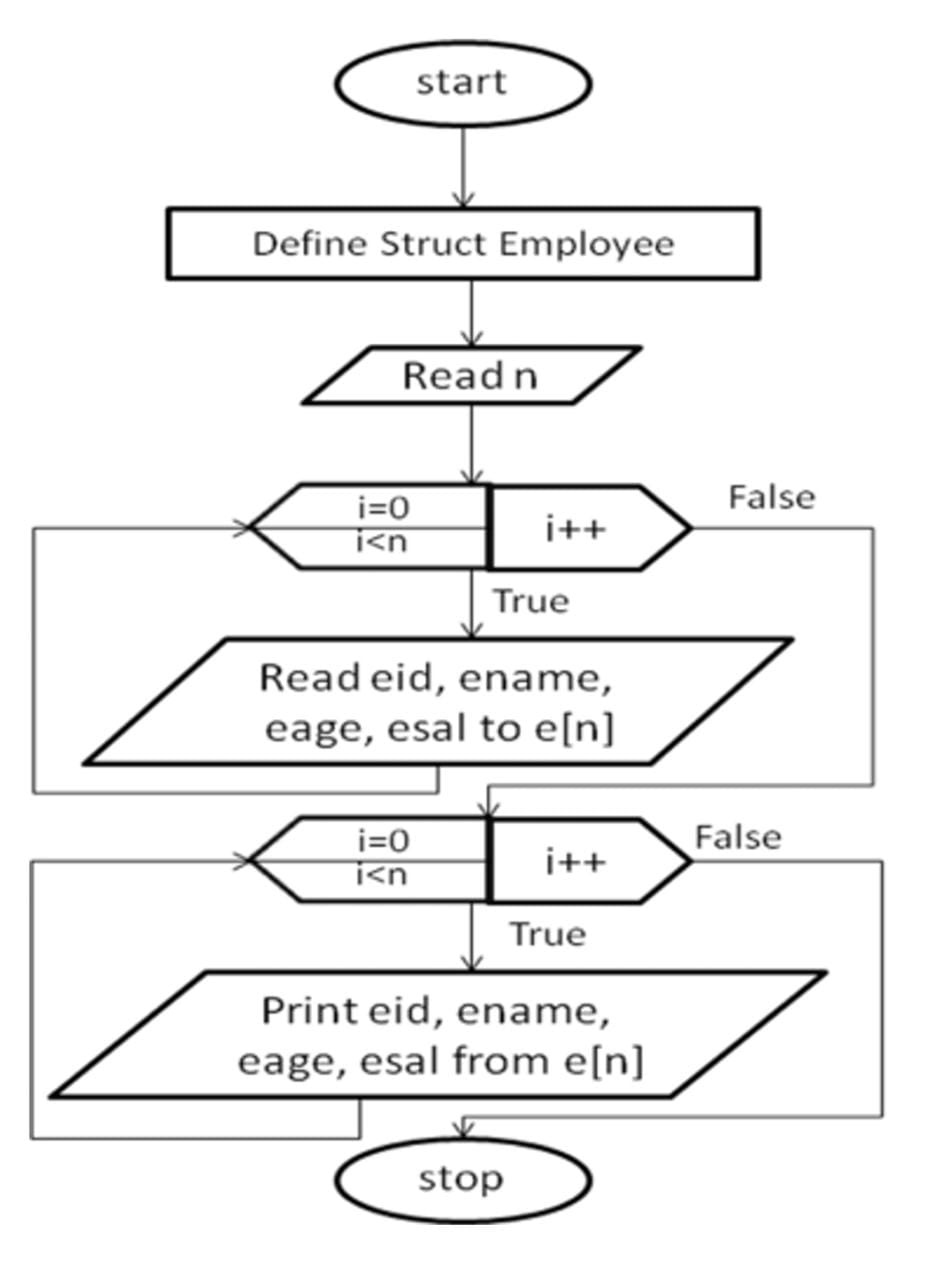 start
Define Struct Employee
Read n
i=0
i<n
i++
False
True
Read eid, ename,
eage, esal to e[n]
i=0
i<n
i++
False
True
Print eid, ename,
eage, esal from e[n]
stop